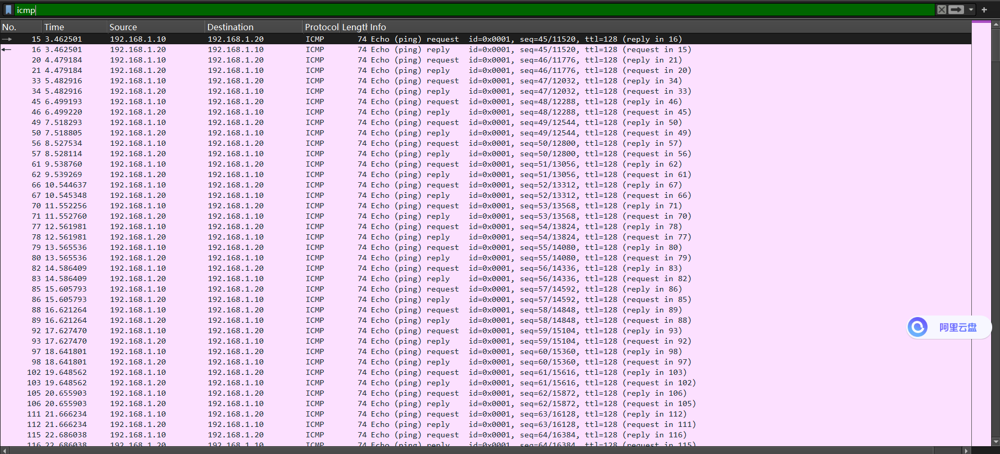 icmp
No. Time Source Destination Protocol Length Info
15 3.462501 192.168.1.10 192.168.1.20 ICMP 74 Echo (ping) request id=0x0001, seq=45/11520, ttl=128 (reply in 16)
16 3.462501 192.168.1.20 192.168.1.10 ICMP 74 Echo (ping) reply id=0x0001, seq=45/11520, ttl=128 (request in 15)
20 4.479184 192.168.1.10 192.168.1.20 ICMP 74 Echo (ping) request id=0x0001, seq=46/11776, ttl=128 (reply in 21)
21 4.479184 192.168.1.20 192.168.1.10 ICMP 74 Echo (ping) reply id=0x0001, seq=46/11776, ttl=128 (request in 20)
33 5.482916 192.168.1.10 192.168.1.20 ICMP 74 Echo (ping) request id=0x0001, seq=47/12032, ttl=128 (reply in 34)
34 5.482916 192.168.1.20 192.168.1.10 ICMP 74 Echo (ping) reply id=0x0001, seq=47/12032, ttl=128 (request in 33)
45 6.499193 192.168.1.10 192.168.1.20 ICMP 74 Echo (ping) request id=0x0001, seq=48/12288, ttl=128 (reply in 46)
46 6.499220 192.168.1.20 192.168.1.10 ICMP 74 Echo (ping) reply id=0x0001, seq=48/12288, ttl=128 (request in 45)
49 7.518293 192.168.1.10 192.168.1.20 ICMP 74 Echo (ping) request id=0x0001, seq=49/12544, ttl=128 (reply in 50)
50 7.518805 192.168.1.20 192.168.1.10 ICMP 74 Echo (ping) reply id=0x0001, seq=49/12544, ttl=128 (request in 49)
56 8.527534 192.168.1.10 192.168.1.20 ICMP 74 Echo (ping) request id=0x0001, seq=50/12800, ttl=128 (reply in 57)
57 8.528114 192.168.1.20 192.168.1.10 ICMP 74 Echo (ping) reply id=0x0001, seq=50/12800, ttl=128 (request in 56)
61 9.538760 192.168.1.10 192.168.1.20 ICMP 74 Echo (ping) request id=0x0001, seq=51/13056, ttl=128 (reply in 62)
62 9.539269 192.168.1.20 192.168.1.10 ICMP 74 Echo (ping) reply id=0x0001, seq=51/13056, ttl=128 (request in 61)
66 10.544637 192.168.1.10 192.168.1.20 ICMP 74 Echo (ping) request id=0x0001, seq=52/13312, ttl=128 (reply in 67)
67 10.545348 192.168.1.20 192.168.1.10 ICMP 74 Echo (ping) reply id=0x0001, seq=52/13312, ttl=128 (request in 66)
70 11.552256 192.168.1.10 192.168.1.20 ICMP 74 Echo (ping) request id=0x0001, seq=53/13568, ttl=128 (reply in 71)
71 11.552760 192.168.1.20 192.168.1.10 ICMP 74 Echo (ping) reply id=0x0001, seq=53/13568, ttl=128 (request in 70)
77 12.561981 192.168.1.10 192.168.1.20 ICMP 74 Echo (ping) request id=0x0001, seq=54/13824, ttl=128 (reply in 78)
78 12.561981 192.168.1.20 192.168.1.10 ICMP 74 Echo (ping) reply id=0x0001, seq=54/13824, ttl=128 (request in 77)
79 13.565536 192.168.1.10 192.168.1.20 ICMP 74 Echo (ping) request id=0x0001, seq=55/14080, ttl=128 (reply in 80)
80 13.565536 192.168.1.20 192.168.1.10 ICMP 74 Echo (ping) reply id=0x0001, seq=55/14080, ttl=128 (request in 79)
82 14.586409 192.168.1.10 192.168.1.20 ICMP 74 Echo (ping) request id=0x0001, seq=56/14336, ttl=128 (reply in 83)
83 14.586409 192.168.1.20 192.168.1.10 ICMP 74 Echo (ping) reply id=0x0001, seq=56/14336, ttl=128 (request in 82)
85 15.605793 192.168.1.10 192.168.1.20 ICMP 74 Echo (ping) request id=0x0001, seq=57/14592, ttl=128 (reply in 86)
86 15.605793 192.168.1.20 192.168.1.10 ICMP 74 Echo (ping) reply id=0x0001, seq=57/14592, ttl=128 (request in 85)
88 16.621264 192.168.1.10 192.168.1.20 ICMP 74 Echo (ping) request id=0x0001, seq=58/14848, ttl=128 (reply in 89)
89 16.621264 192.168.1.20 192.168.1.10 ICMP 74 Echo (ping) reply id=0x0001, seq=58/14848, ttl=128 (request in 88)
92 17.627470 192.168.1.10 192.168.1.20 ICMP 74 Echo (ping) request id=0x0001, seq=59/15104, ttl=128 (reply in 93)
阿里云盘
93 17.627470 192.168.1.20 192.168.1.10 ICMP 74 Echo (ping) reply id=0x0001, seq=59/15104, ttl=128 (request in 92)
97 18.641801 192.168.1.10 192.168.1.20 ICMP 74 Echo (ping) request id=0x0001, seq=60/15360, ttl=128 (reply in 98)
98 18.641801 192.168.1.20 192.168.1.10 ICMP 74 Echo (ping) reply id=0x0001, seq=60/15360, ttl=128 (request in 97)
102 19.648562 192.168.1.10 192.168.1.20 ICMP 74 Echo (ping) request id=0x0001, seq=61/15616, ttl=128 (reply in 103)
103 19.648562 192.168.1.20 192.168.1.10 ICMP 74 Echo (ping) reply id=0x0001, seq=61/15616, ttl=128 (request in 102)
105 20.655903 192.168.1.10 192.168.1.20 ICMP 74 Echo (ping) request id=0x0001, seq=62/15872, ttl=128 (reply in 106)
106 20.655903 192.168.1.20 192.168.1.10 ICMP 74 Echo (ping) reply id=0x0001, seq=62/15872, ttl=128 (request in 105)
111 21.666234 192.168.1.10 192.168.1.20 ICMP 74 Echo (ping) request id=0x0001, seq=63/16128, ttl=128 (reply in 112)
112 21.666234 192.168.1.20 192.168.1.10 ICMP 74 Echo (ping) reply id=0x0001, seq=63/16128, ttl=128 (request in 111)
115 22.686038 192.168.1.10 192.168.1.20 ICMP 74 Echo (ping) request id=0x0001, seq=64/16384, ttl=128 (reply in 116)
116 22.686038 192.168.1.20 192.168.1.10 ICMP 74 Echo (ping) reply id=0x0001, seq=64/16384, ttl=128 (request in 115)